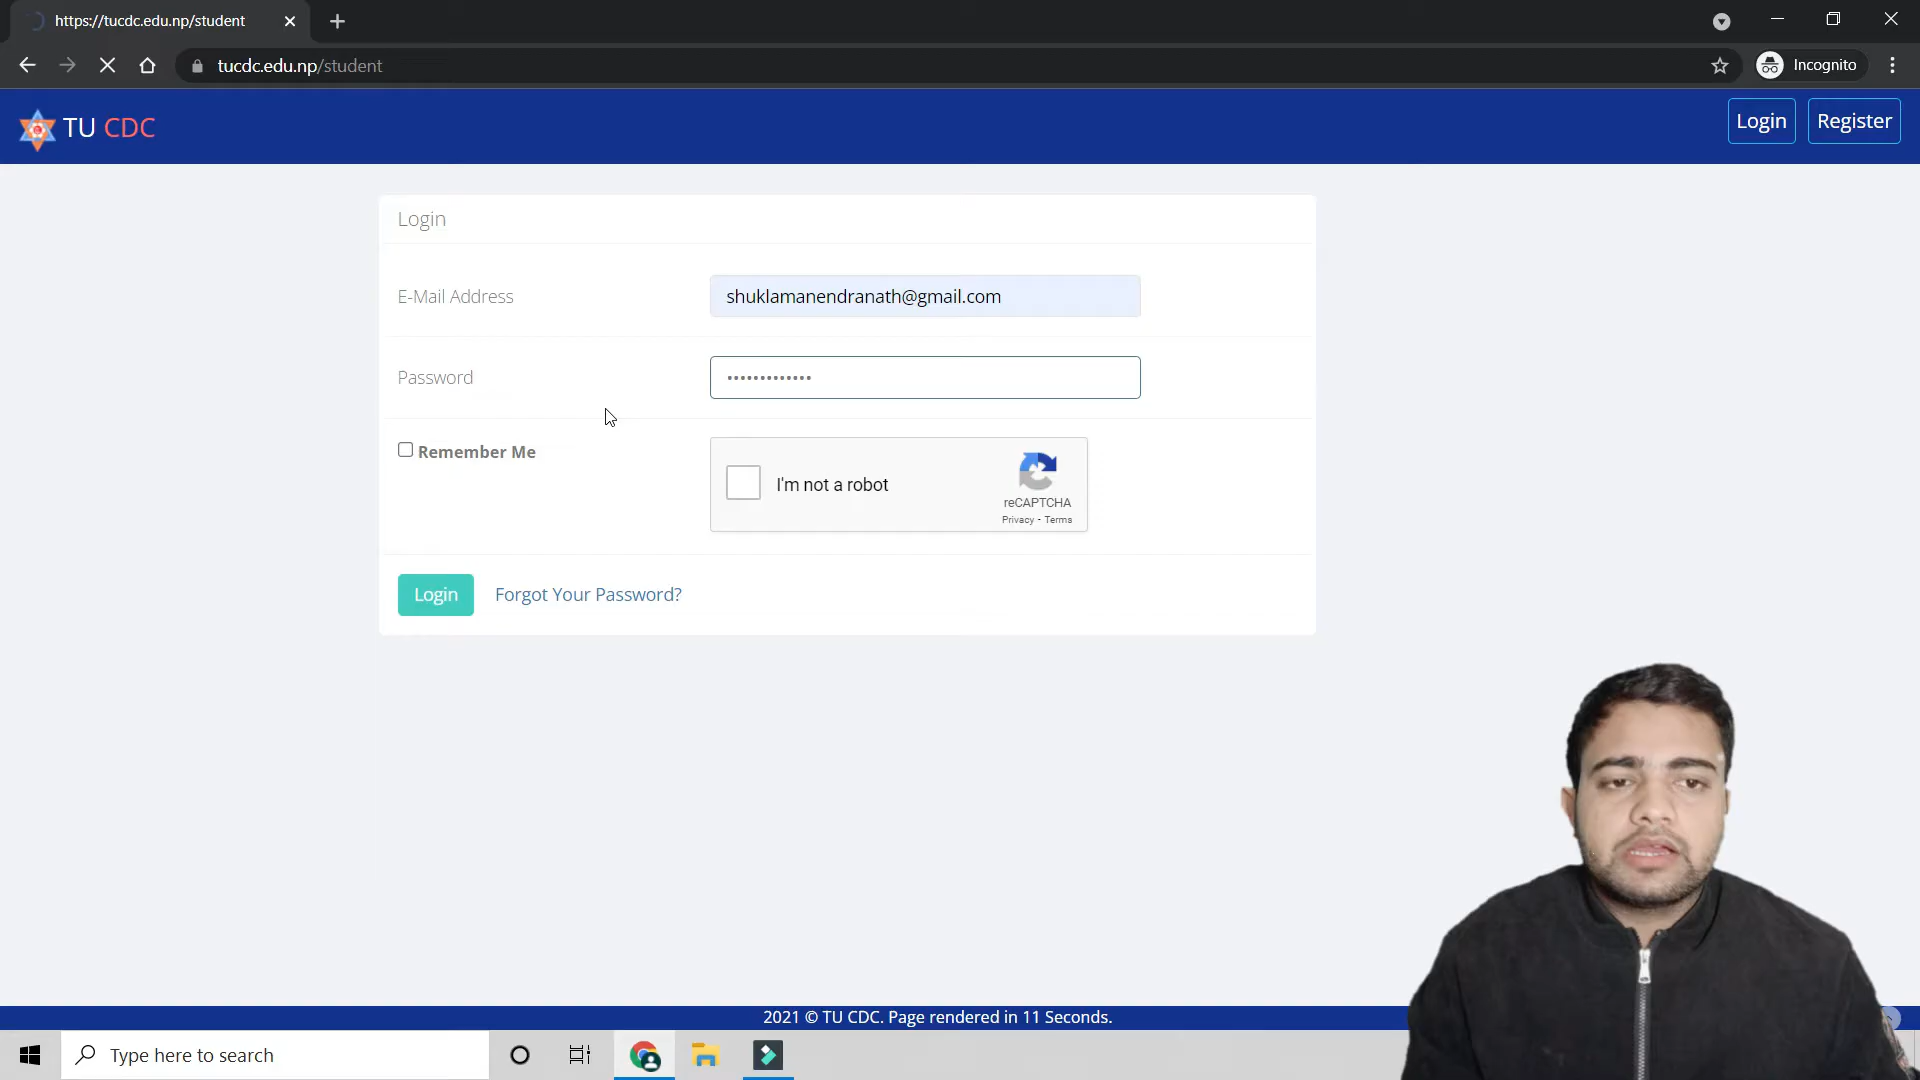 https://tucdc.edu.np/student
tucdc.edu.np/student
Incognito
TU CDC
Login
Register
Login
E-Mail Address
shuklamanendranath@gmail.com
Password
•••••••••••••
Remember Me
I'm not a robot
reCAPTCHA
Privacy - Terms
Login
Forgot Your Password?
2021 © TU CDC. Page rendered in 11 Seconds.
Type here to search